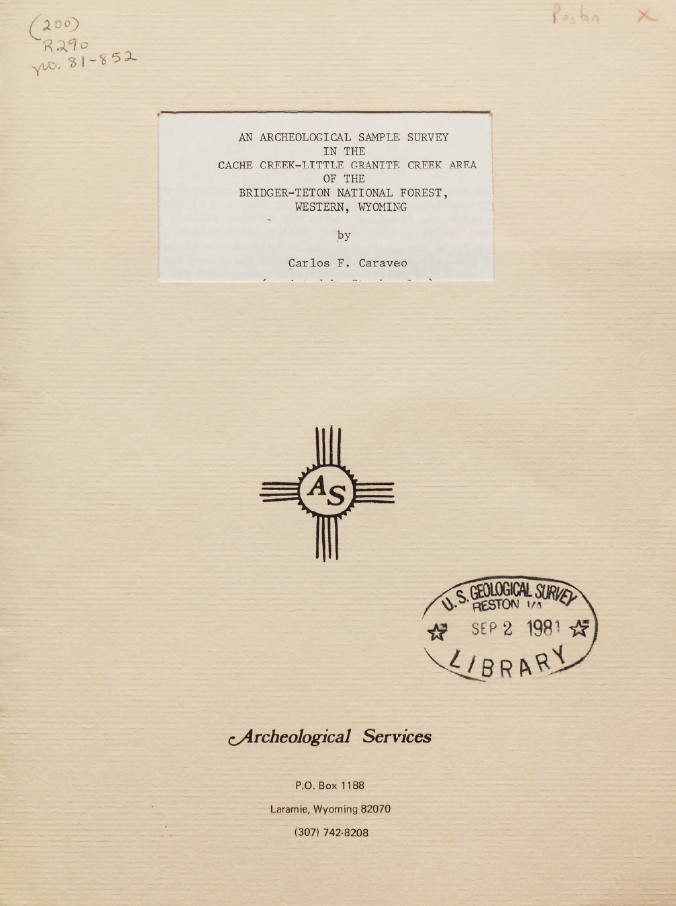 (200)
R290
no. 81-852
Reston X
AN ARCHEOLOGICAL SAMPLE SURVEY
IN THE
CACHE CREEK-LITTLE GRANITE CREEK AREA
OF THE
BRIDGER-TETON NATIONAL FOREST,
WESTERN, WYOMING
by
Carlos F. Caraveo
AS
U.S. GEOLOGICAL SURVEY
RESTON VA
SEP 2 1981
LIBRARY
Archeological Services
P.O. Box 1188
Laramie, Wyoming 82070
(307) 742-8208